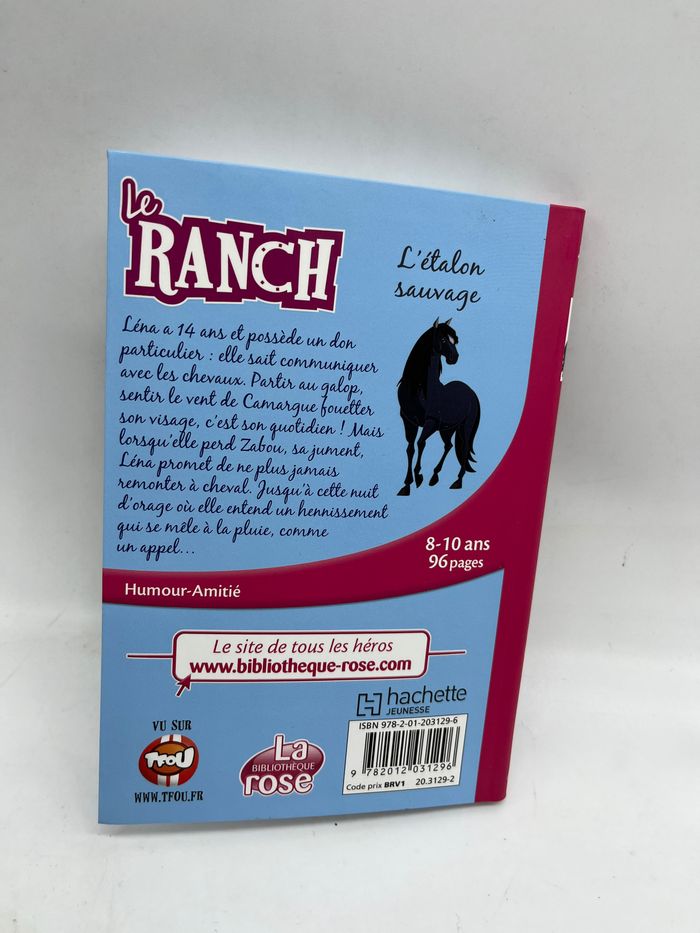 Le
RANCH
L'étalon
sauvage
Léna a 14 ans et possède un don
particulier : elle sait communiquer
avec les chevaux. Partir au galop,
sentir le vent de Camargue fouetter
son visage, c'est son quotidien ! Mais
lorsqu'elle perd Zabou, sa jument,
Léna promet de ne plus jamais
remonter à cheval. Jusqu'à cette nuit
d'orage où elle entend un hennissement
qui se mêle à la pluie, comme
un appel...
8-10 ans
96 pages
Humour-Amitié
Le site de tous les héros
www.bibliotheque-rose.com
hachette
JEUNESSE
ISBN 978-2-01-203129-6
9 782012 031296
Code prix BRV1 20.3129-2
VU SUR
TFOU
WWW.TFOU.FR
La
BIBLIOTHÈQUE
rose